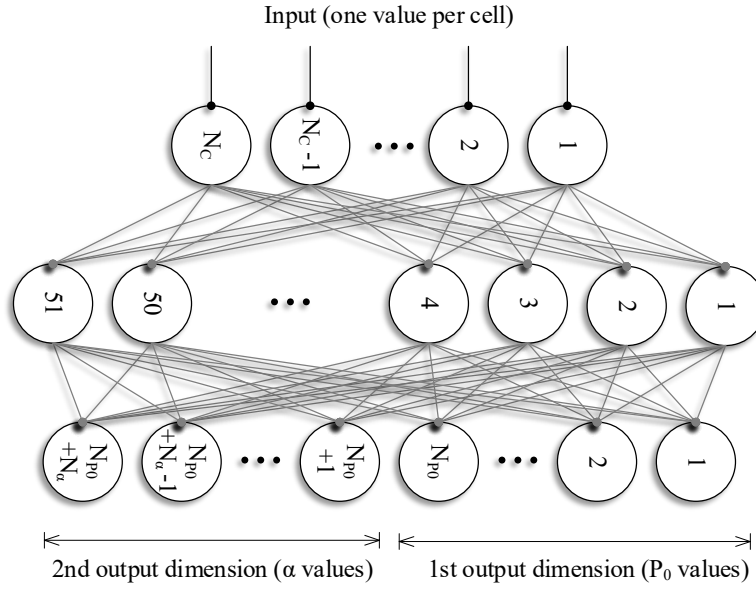 Input (one value per cell)
N_C
N_C -1
•••
2
1
51
50
•••
4
3
2
1
N_P0
+N_α
N_P0
+N_α -1
•••
N_P0
+1
N_P0
•••
2
1
2nd output dimension (α values)
1st output dimension (P₀ values)